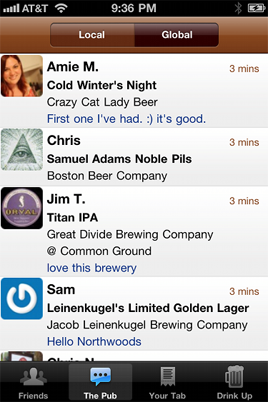 AT&T 9:36 PM
Local Global
Amie M. 3 mins
Cold Winter's Night
Crazy Cat Lady Beer
First one I've had. :) it's good.
Chris 3 mins
Samuel Adams Noble Pils
Boston Beer Company
Jim T. 3 mins
Titan IPA
Great Divide Brewing Company
@ Common Ground
love this brewery
ORVAL
Sam 3 mins
Leinenkugel's Limited Golden Lager
Jacob Leinenkugel Brewing Company
Hello Northwoods
Friends The Pub Your Tab Drink Up